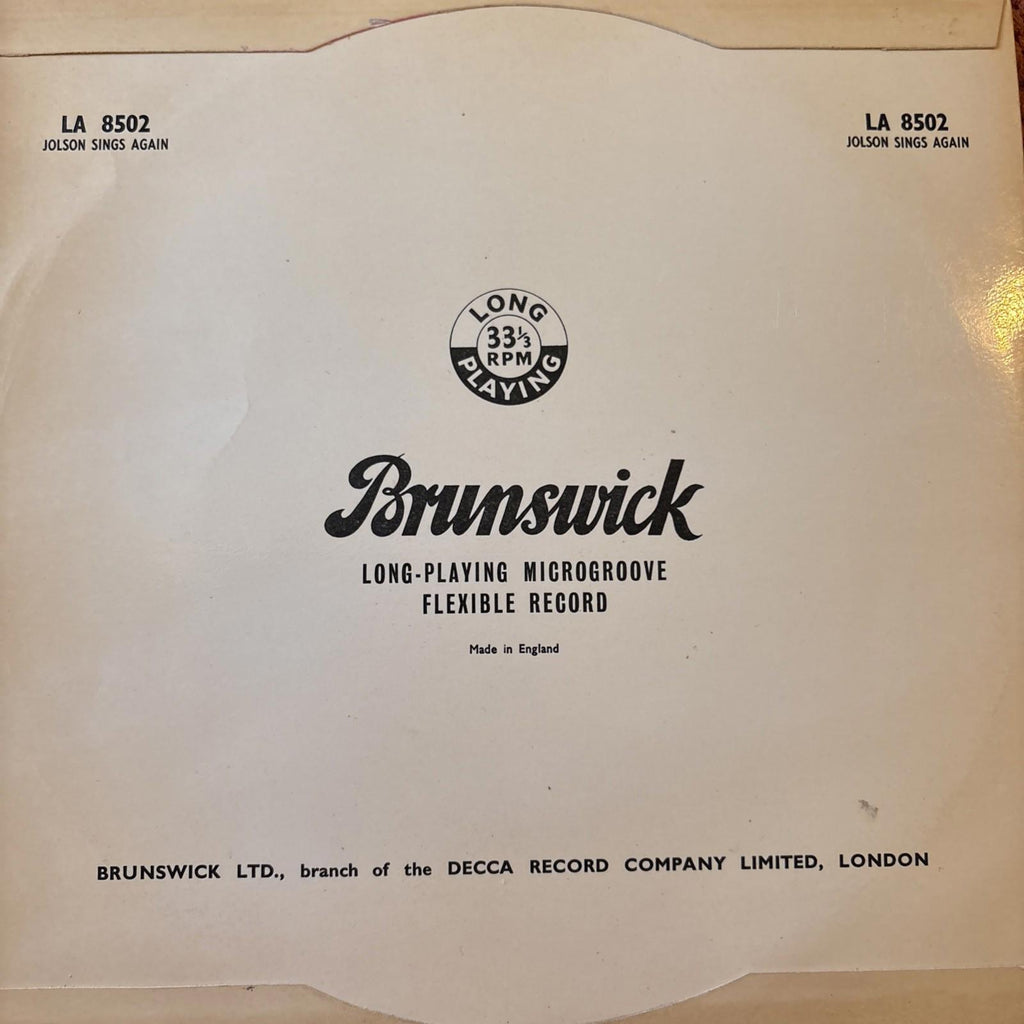 LA 8502
JOLSON SINGS AGAIN
LA 8502
JOLSON SINGS AGAIN
LONG
33⅓
RPM
PLAYING
Brunswick
LONG-PLAYING MICROGROOVE
FLEXIBLE RECORD
Made in England
BRUNSWICK LTD., branch of the DECCA RECORD COMPANY LIMITED, LONDON